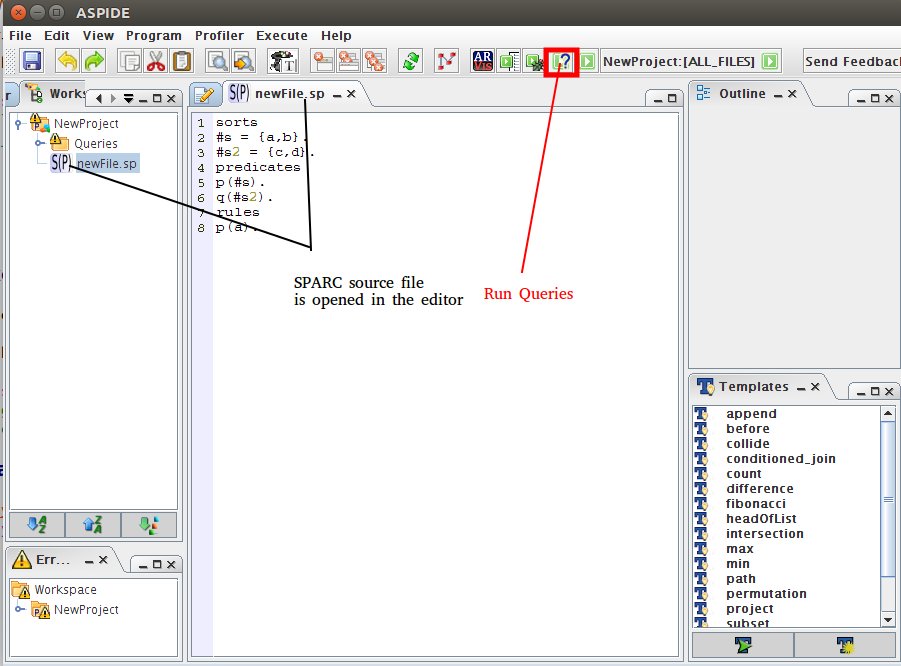 ASPIDE
File Edit View Program Profiler Execute Help
AR
VIS
?
NewProject:[ALL_FILES]
Send Feedback
r
Works
S(P) newFile.sp
Outline
NewProject
Queries
S(P) newFile.sp
1 sorts
2 #s = {a,b}.
3 #s2 = {c,d}.
4 predicates
5 p(#s).
6 q(#s2).
7 rules
8 p(a).
SPARC source file
is opened in the editor
Run Queries
Templates
append
before
collide
conditioned_join
count
difference
fibonacci
headOfList
intersection
max
min
path
permutation
project
subset
Err...
Workspace
NewProject